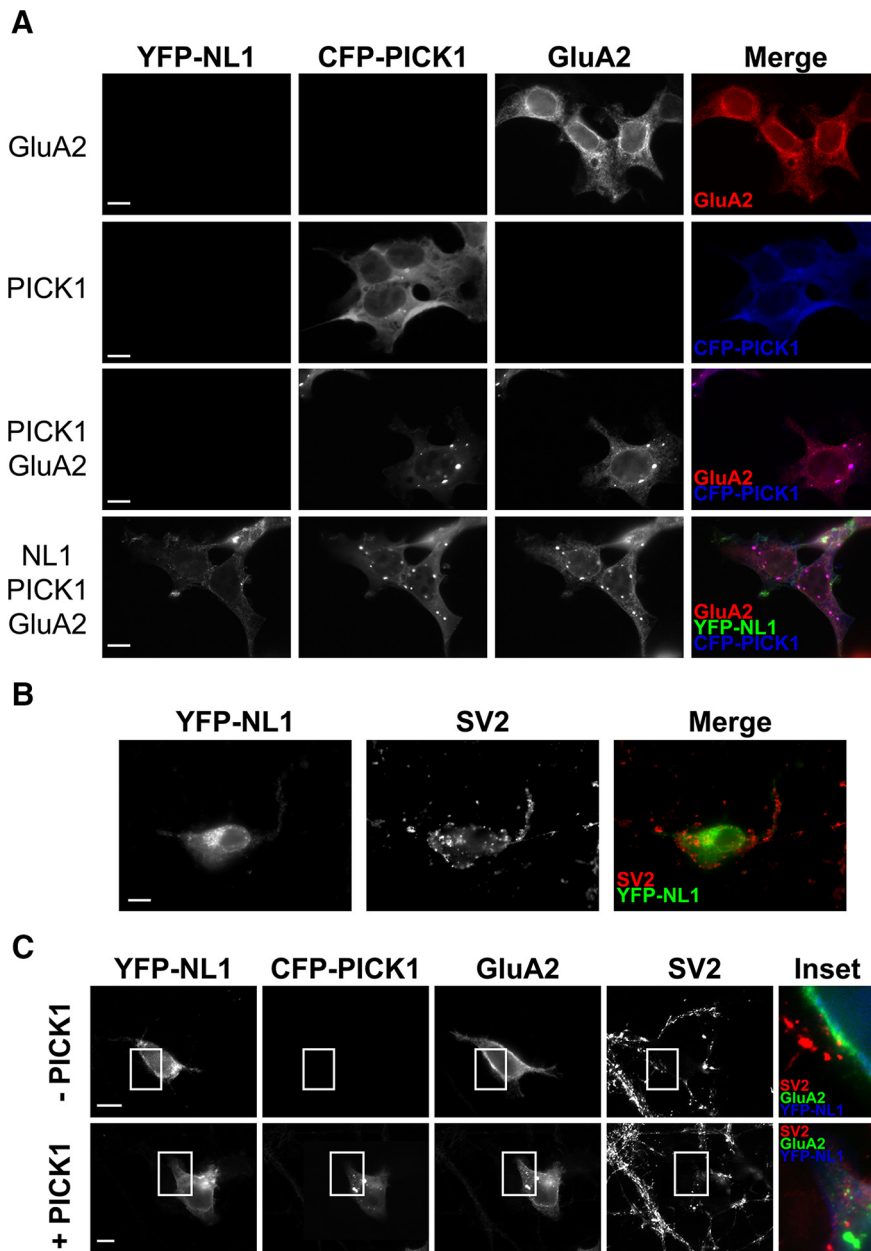 A
YFP-NL1 CFP-PICK1 GluA2 Merge
GluA2
GluA2
PICK1
CFP-PICK1
PICK1
GluA2
GluA2
CFP-PICK1
NL1
PICK1
GluA2
GluA2
YFP-NL1
CFP-PICK1
B
YFP-NL1 SV2 Merge
SV2
YFP-NL1
C
YFP-NL1 CFP-PICK1 GluA2 SV2 Inset
- PICK1
SV2
GluA2
YFP-NL1
+ PICK1
SV2
GluA2
YFP-NL1